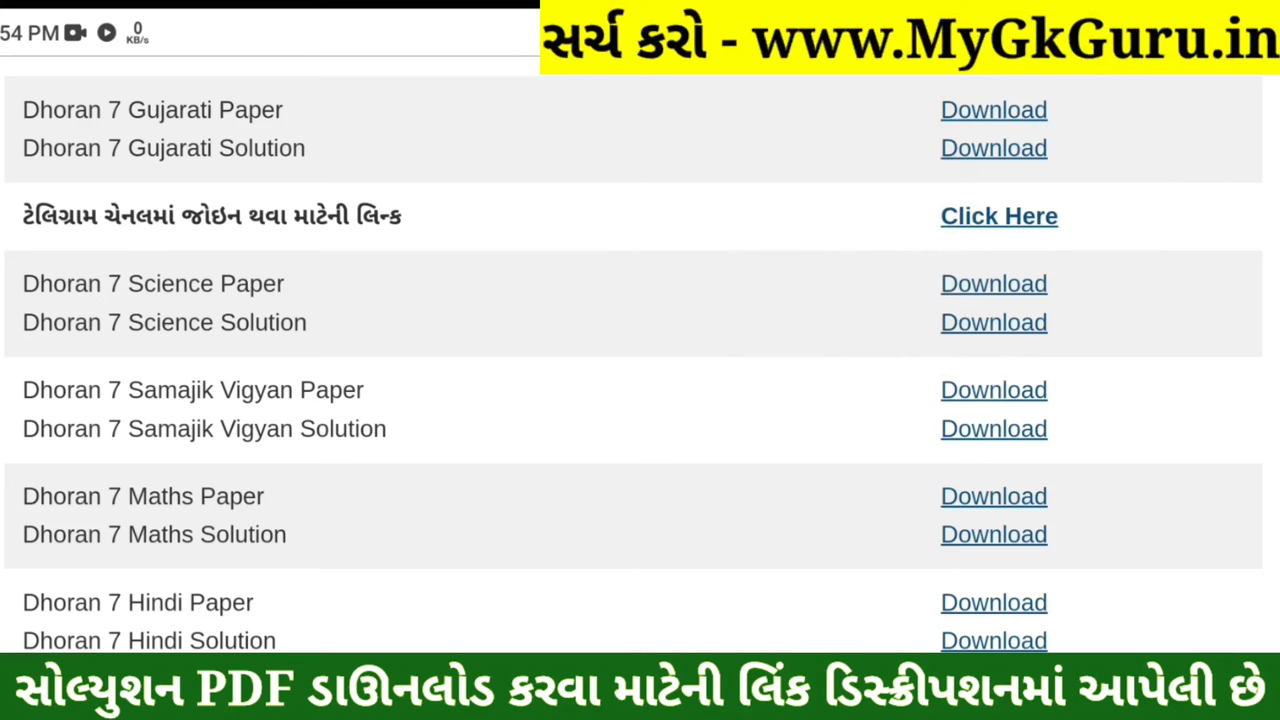 54 PM 0 KB/s
સર્ચ કરો - www.MyGkGuru.in
Dhoran 7 Gujarati Paper Download
Dhoran 7 Gujarati Solution Download
ટેલિગ્રામ ચેનલમાં જોઇન થવા માટેની લિન્ક Click Here
Dhoran 7 Science Paper Download
Dhoran 7 Science Solution Download
Dhoran 7 Samajik Vigyan Paper Download
Dhoran 7 Samajik Vigyan Solution Download
Dhoran 7 Maths Paper Download
Dhoran 7 Maths Solution Download
Dhoran 7 Hindi Paper Download
Dhoran 7 Hindi Solution Download
સોલ્યુશન PDF ડાઊનલોડ કરવા માટેની લિંક ડિસ્ક્રીપશનમાં આપેલી છે